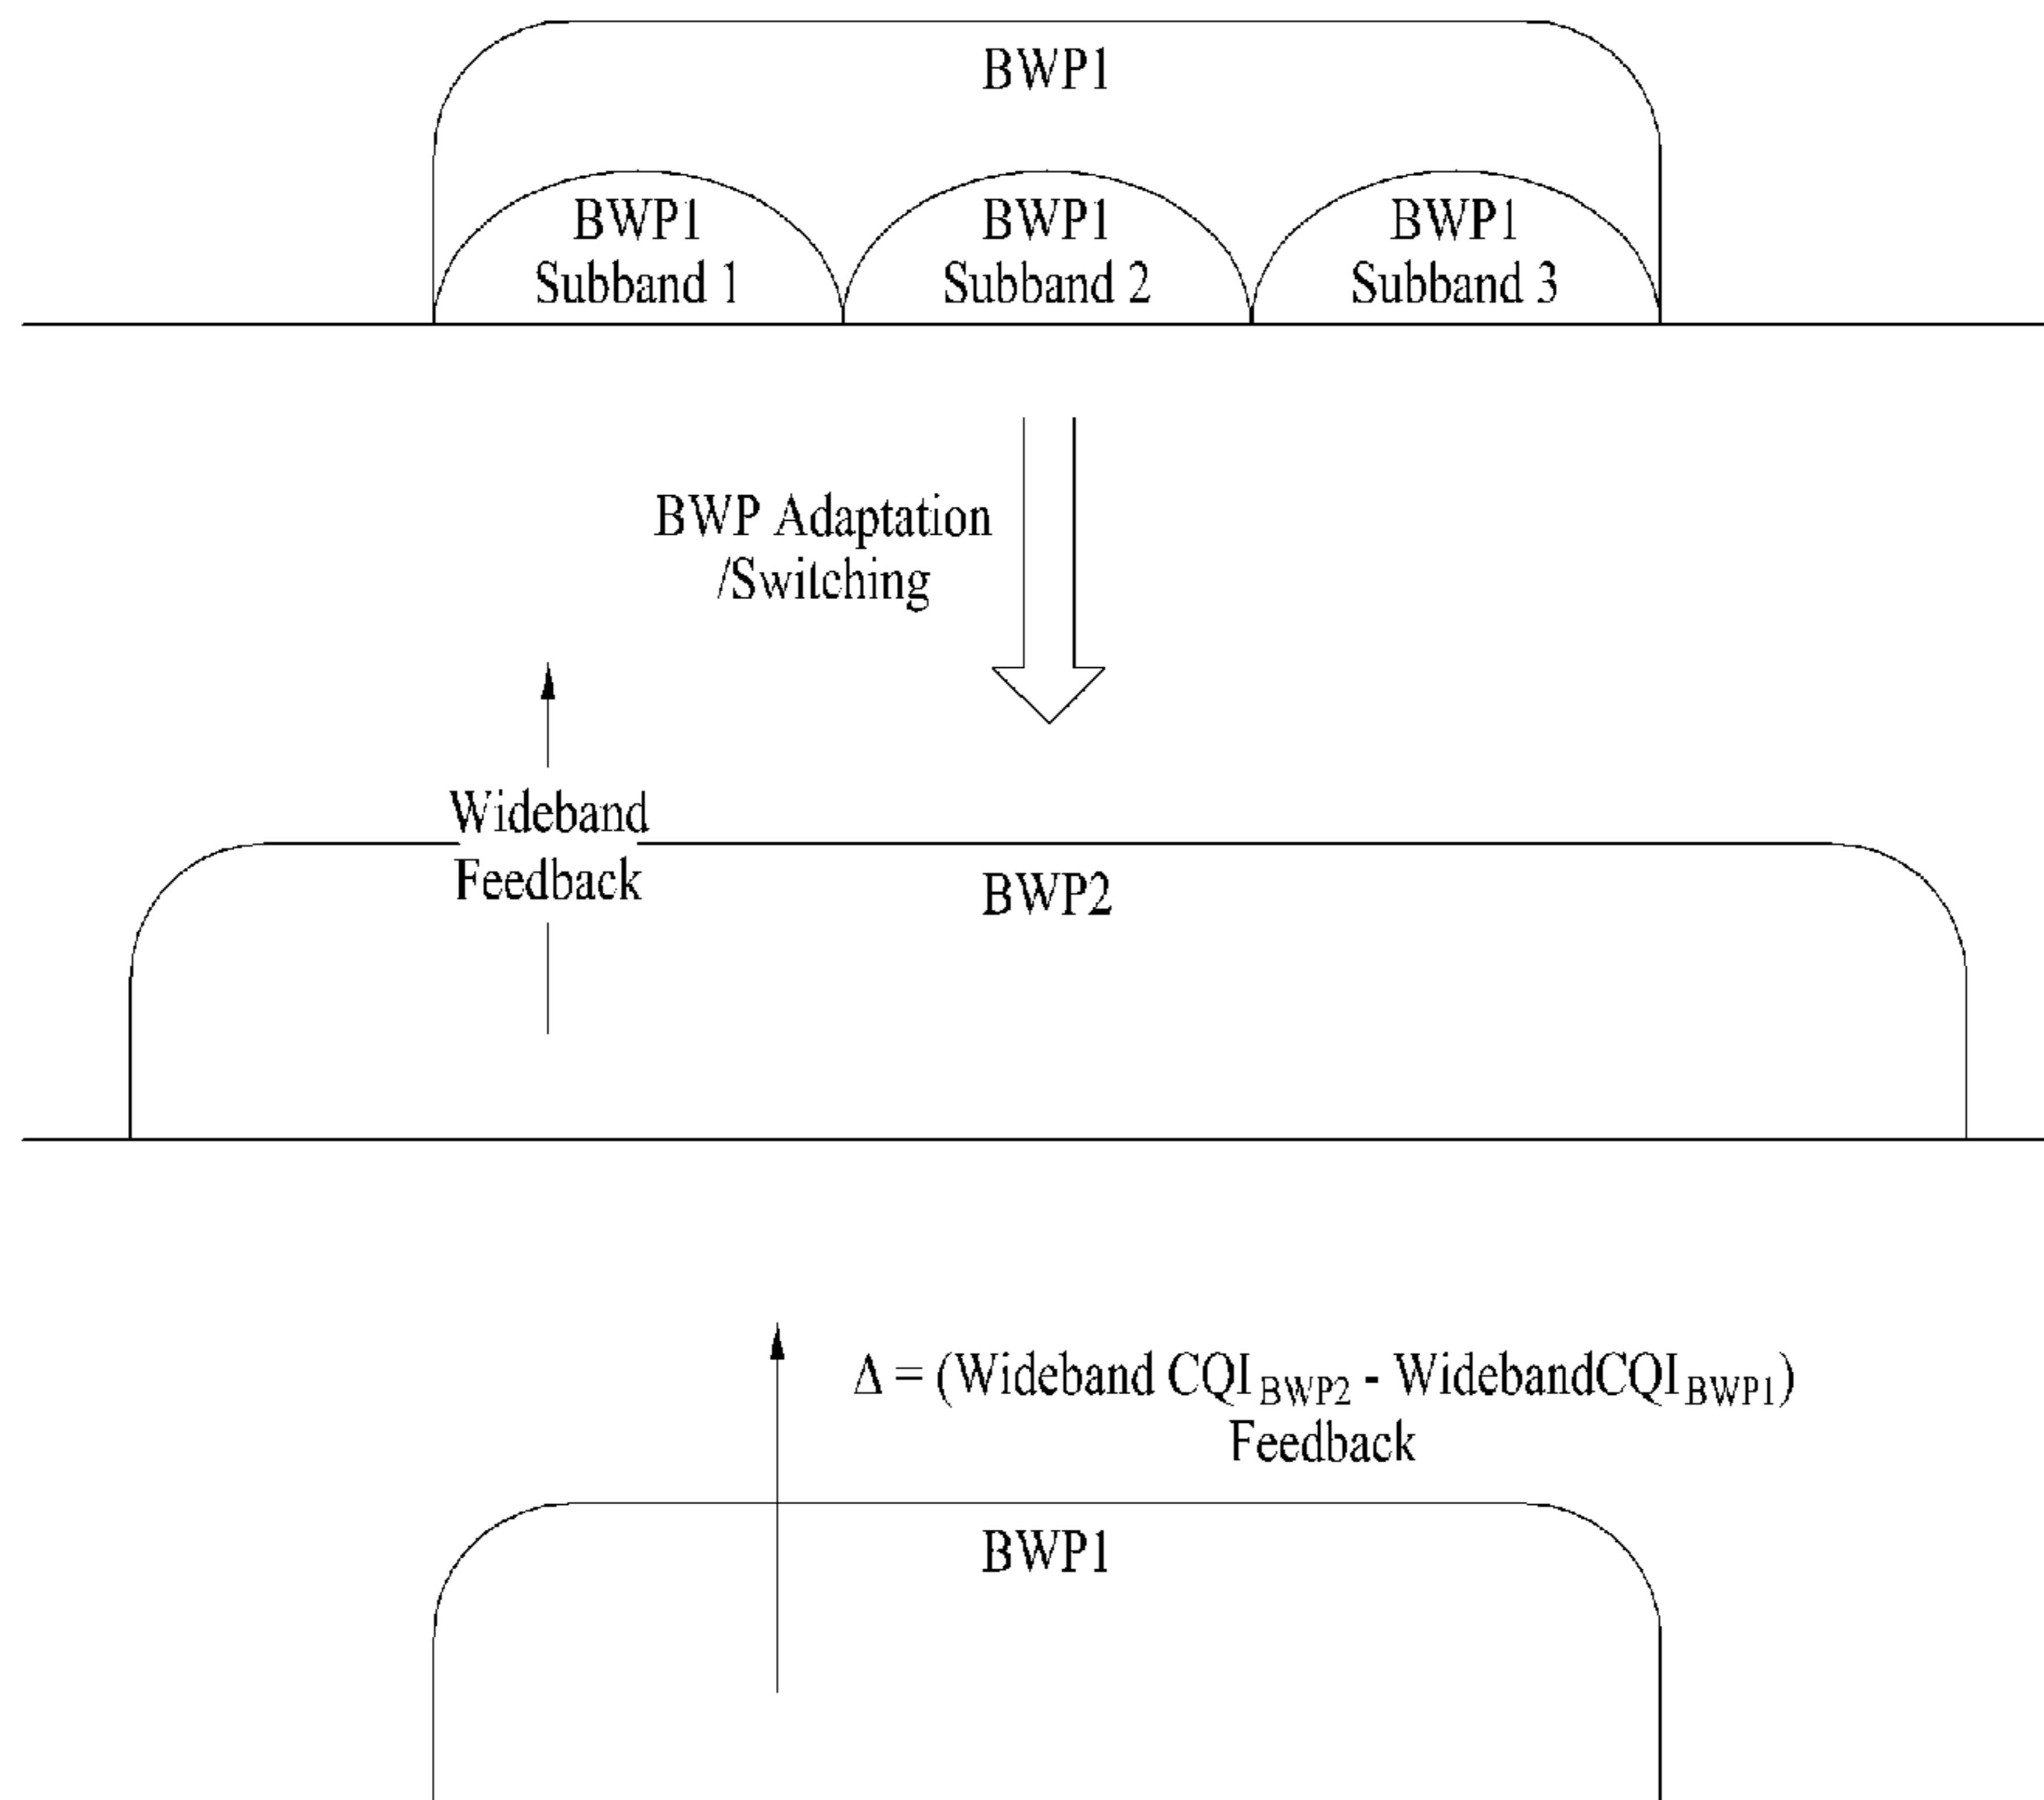 BWP1
BWP1
Subband 1
BWP1
Subband 2
BWP1
Subband 3
BWP Adaptation
/Switching
Wideband
Feedback
BWP2
Δ = (Wideband CQI BWP2 - WidebandCQI BWP1)
Feedback
BWP1